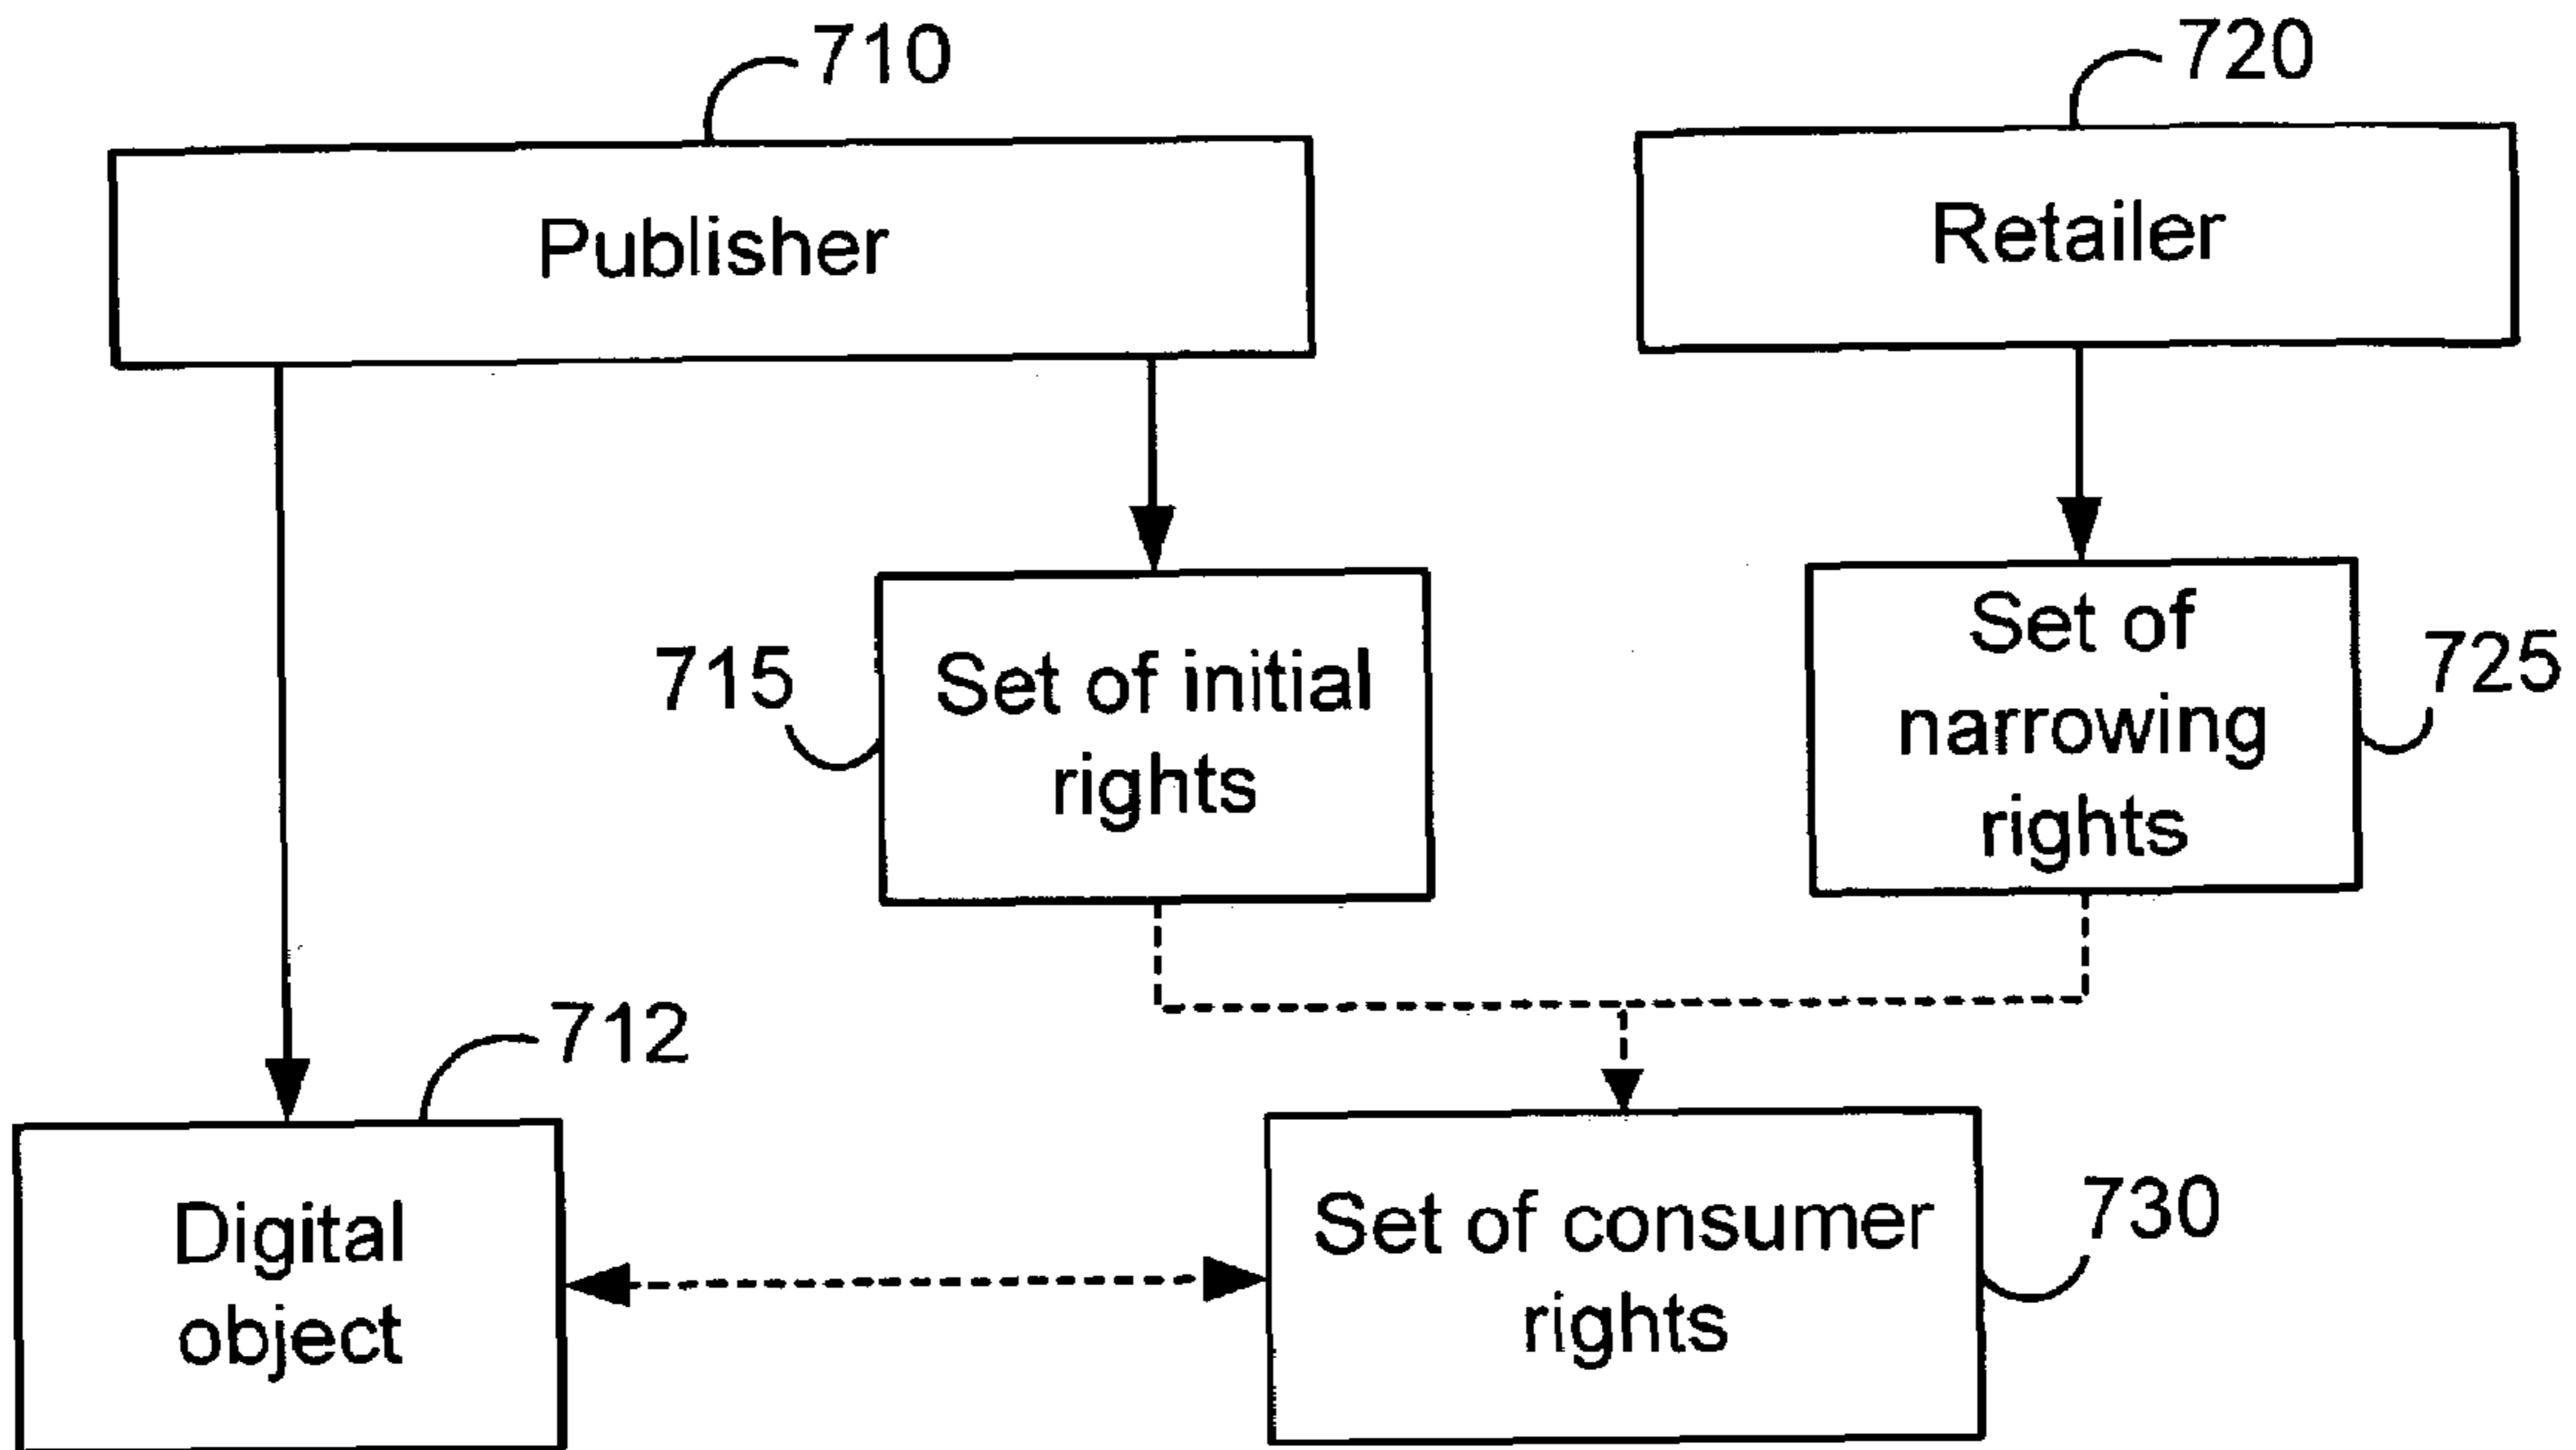 710
720
Publisher
Retailer
715
Set of initial
rights
Set of
narrowing
rights
725
712
Digital
object
Set of consumer
rights
730